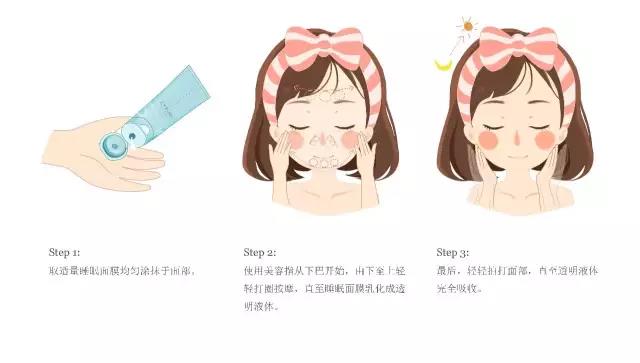 Step 1:
取适量睡眠面膜均匀涂抹于面部。
Step 2:
使用美容指从下巴开始，由下至上轻
轻打圈按摩，直至睡眠面膜乳化成透
明液体。
Step 3:
最后，轻轻拍打面部，直至透明液体
完全吸收。